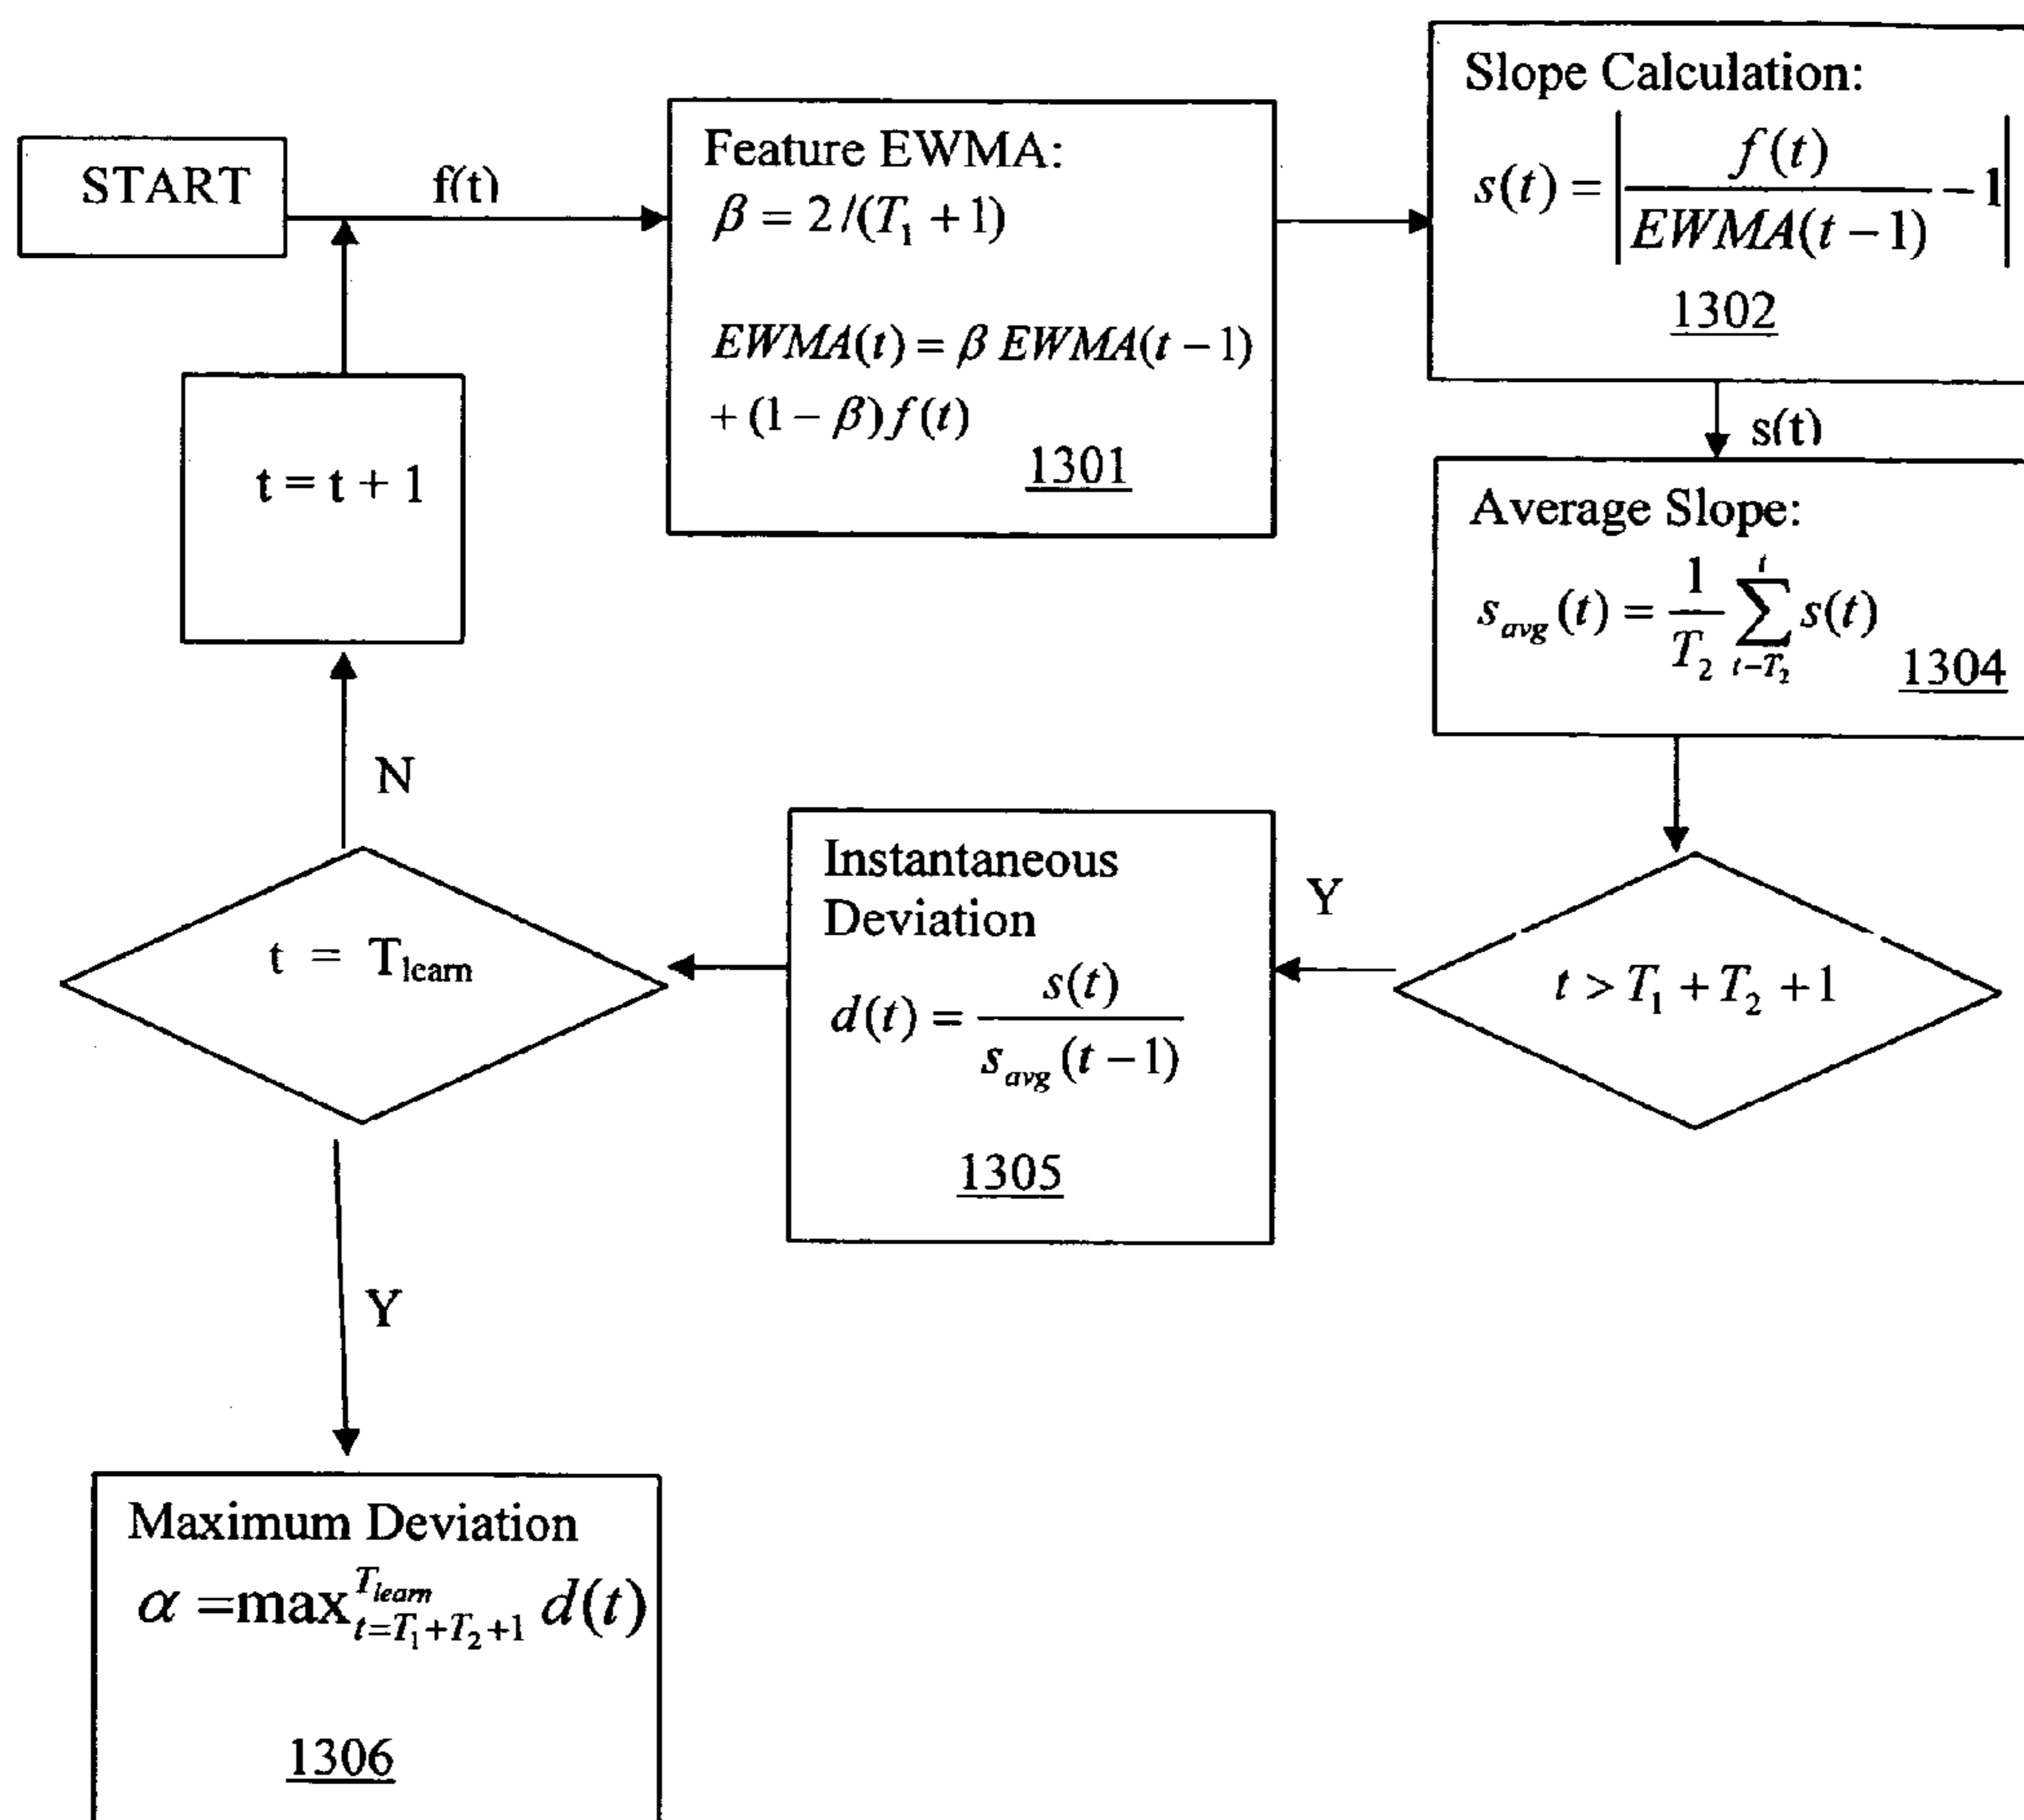 START
f(t)
Feature EWMA:
β = 2/(T₁ + 1)
EWMA(t) = β EWMA(t − 1)
+ (1 − β) f(t)
1301
Slope Calculation:
s(t) = | f(t) / EWMA(t − 1) − 1 |
1302
s(t)
Average Slope:
s_avg (t) = 1/T₂ ∑_{t−T₂}^{t} s(t)
1304
t > T₁ + T₂ + 1
Y
Instantaneous
Deviation
d(t) = s(t) / s_avg (t − 1)
1305
t = T_learn
N
t = t + 1
Y
Maximum Deviation
α = max_{t=T₁+T₂+1}^{T_learn} d(t)
1306